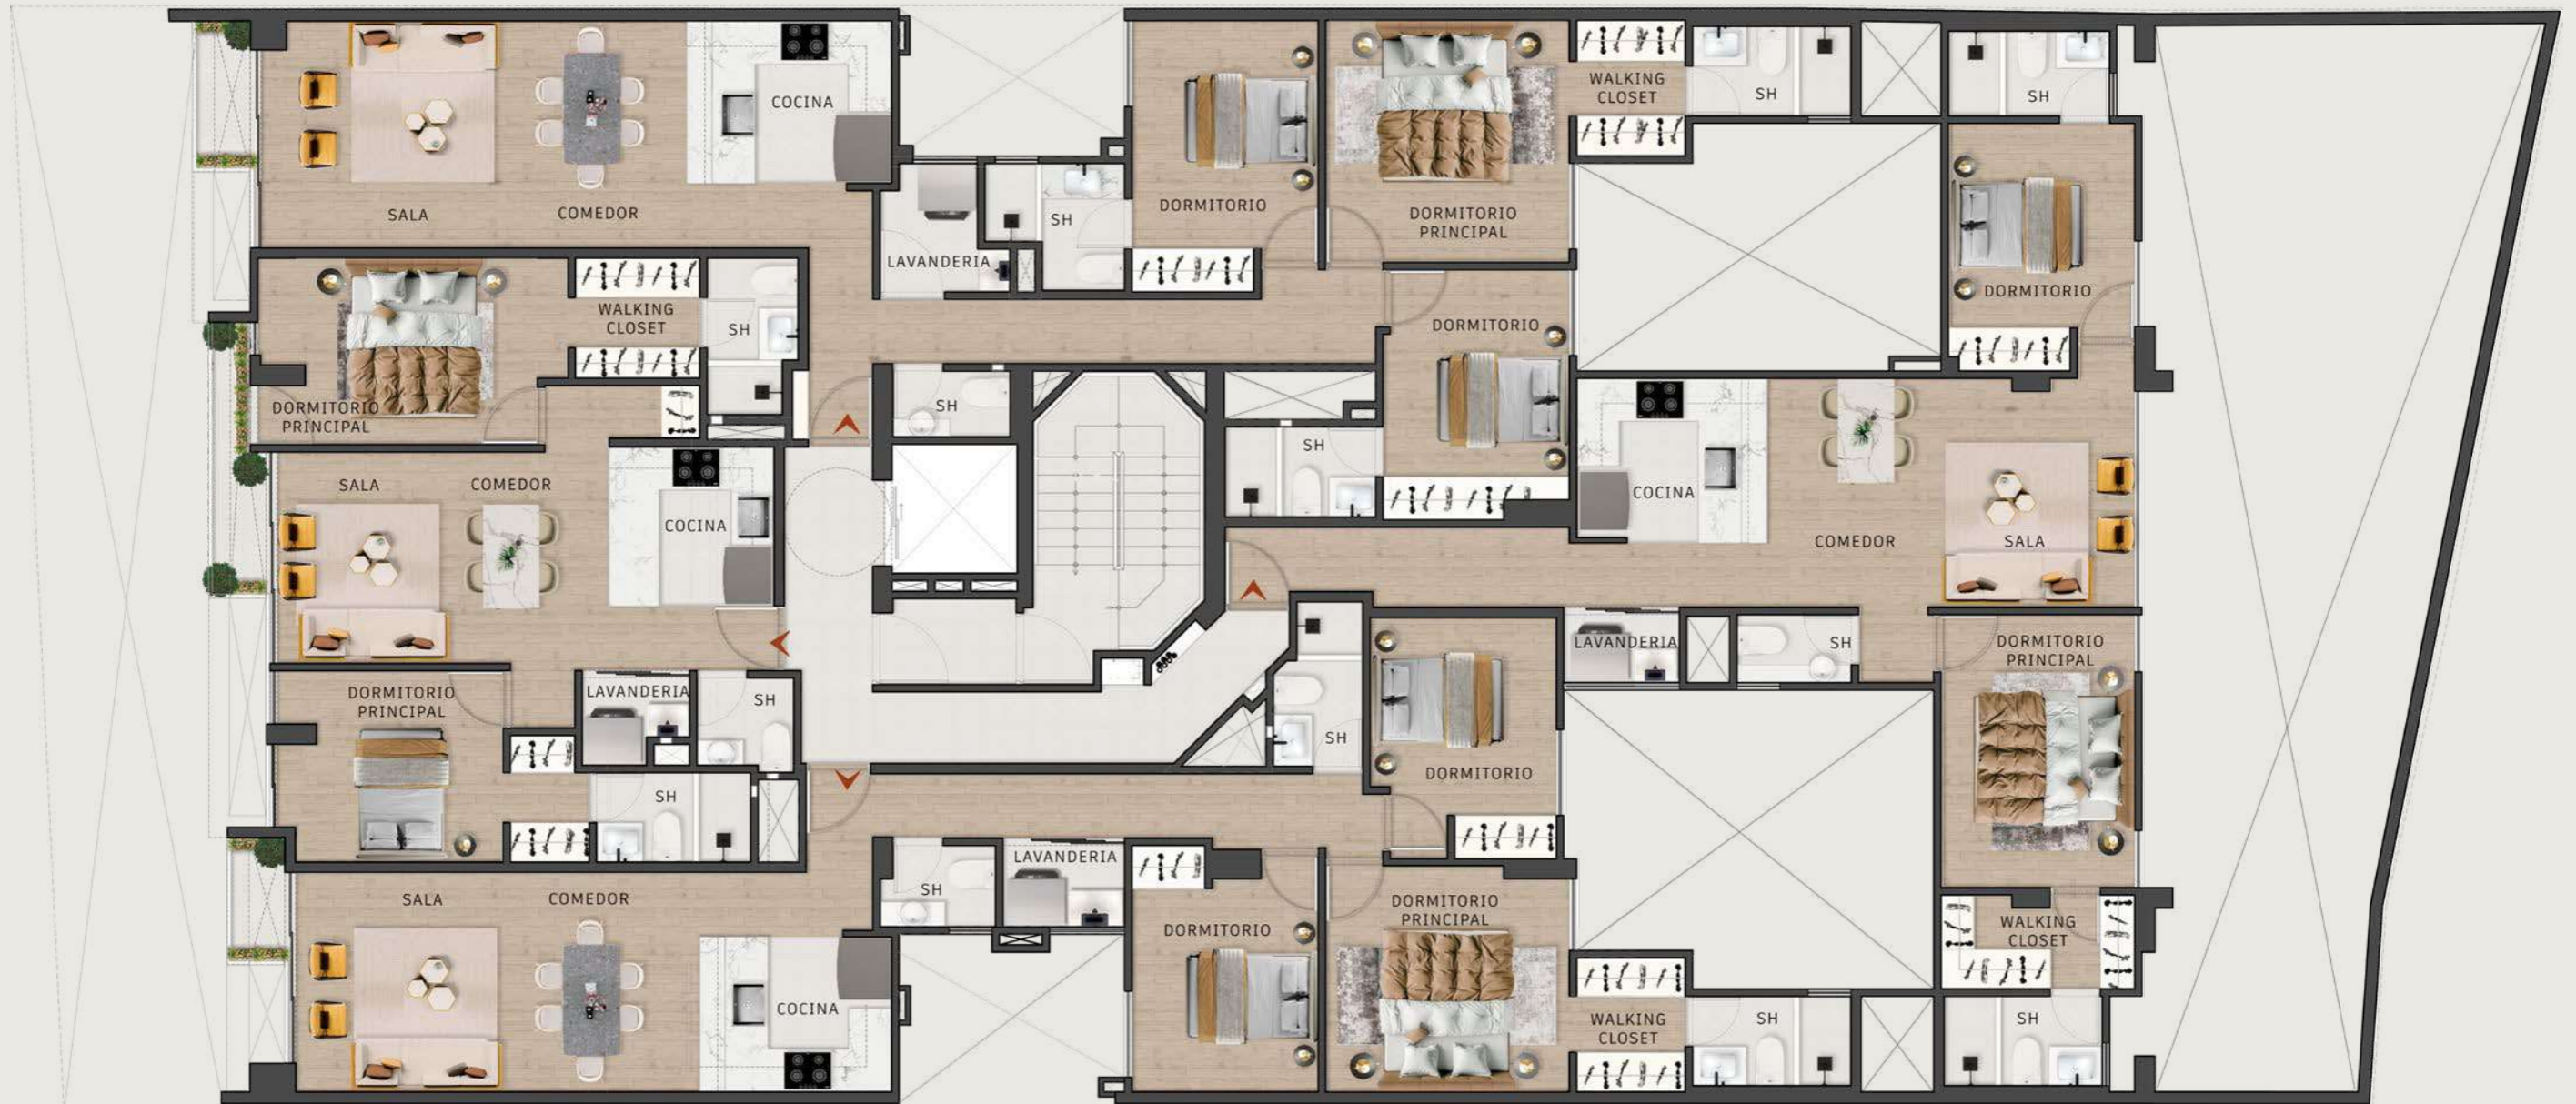 COCINA
WALKING
CLOSET
SH
SH
SALA
COMEDOR
SH
DORMITORIO
DORMITORIO
PRINCIPAL
LAVANDERIA
DORMITORIO
WALKING
CLOSET
SH
DORMITORIO
DORMITORIO
PRINCIPAL
SH
SH
SALA
COMEDOR
COCINA
COCINA
COMEDOR
SALA
DORMITORIO
PRINCIPAL
LAVANDERIA
SH
SH
LAVANDERIA
SH
DORMITORIO
PRINCIPAL
SH
DORMITORIO
SALA
COMEDOR
SH
LAVANDERIA
DORMITORIO
DORMITORIO
PRINCIPAL
WALKING
CLOSET
COCINA
WALKING
CLOSET
SH
SH